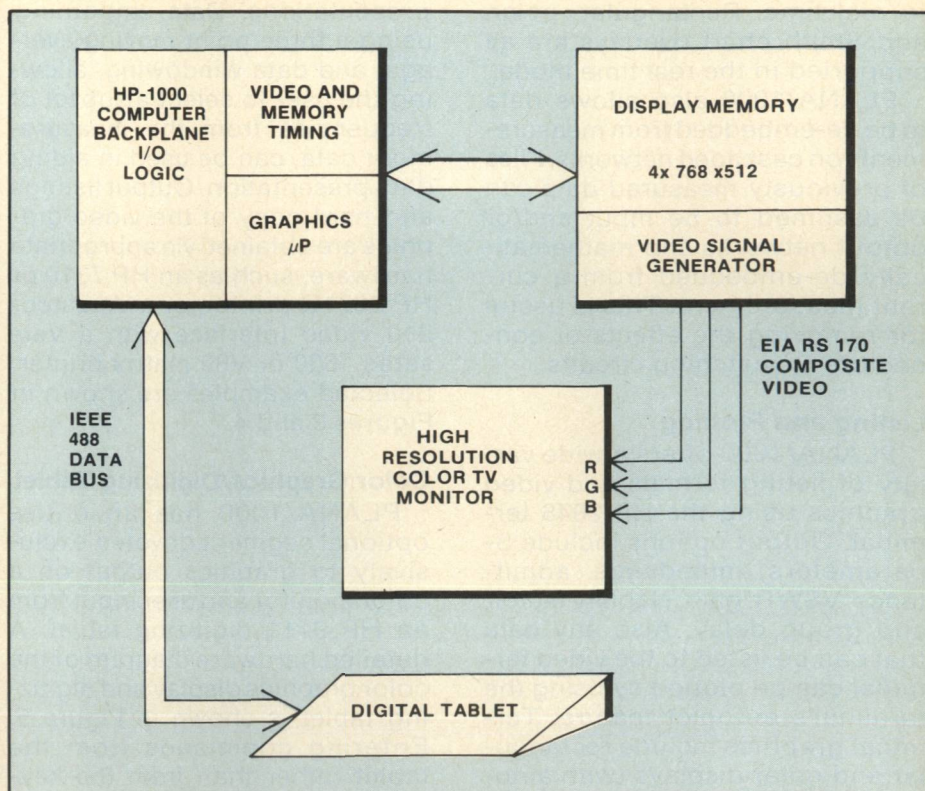 HP-1000
COMPUTER
BACKPLANE
I/O
LOGIC
VIDEO AND
MEMORY
TIMING
GRAPHICS
μP
DISPLAY MEMORY
4x 768 x512
VIDEO SIGNAL
GENERATOR
EIA RS 170
COMPOSITE
VIDEO
IEEE
488
DATA
BUS
HIGH
RESOLUTION
COLOR TV
MONITOR
R
G
B
DIGITAL TABLET